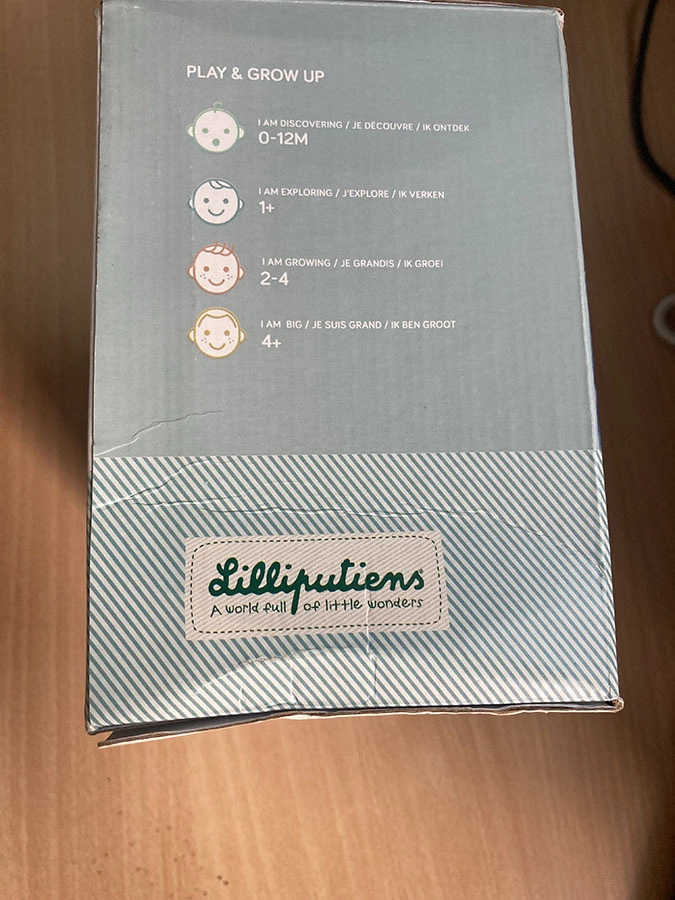 PLAY & GROW UP
I AM DISCOVERING / JE DÉCOUVRE / IK ONTDEK
0-12M
I AM EXPLORING / J'EXPLORE / IK VERKEN
1+
I AM GROWING / JE GRANDIS / IK GROEI
2-4
I AM BIG / JE SUIS GRAND / IK BEN GROOT
4+
Lilliputiens®
A world full of little wonders